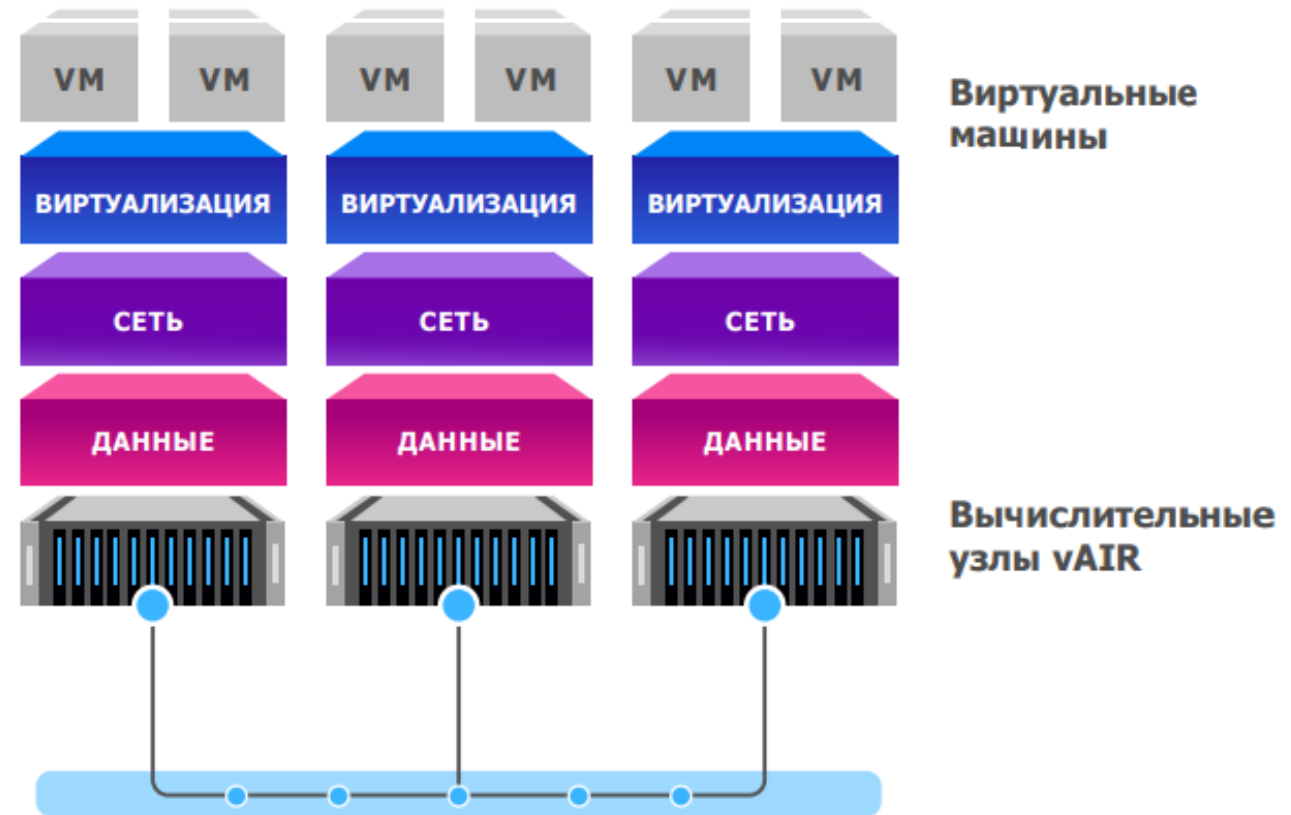 VM VM VM VM VM VM
Виртуальные
машины
ВИРТУАЛИЗАЦИЯ ВИРТУАЛИЗАЦИЯ ВИРТУАЛИЗАЦИЯ
СЕТЬ СЕТЬ СЕТЬ
ДАННЫЕ ДАННЫЕ ДАННЫЕ
Вычислительные
узлы vAIR